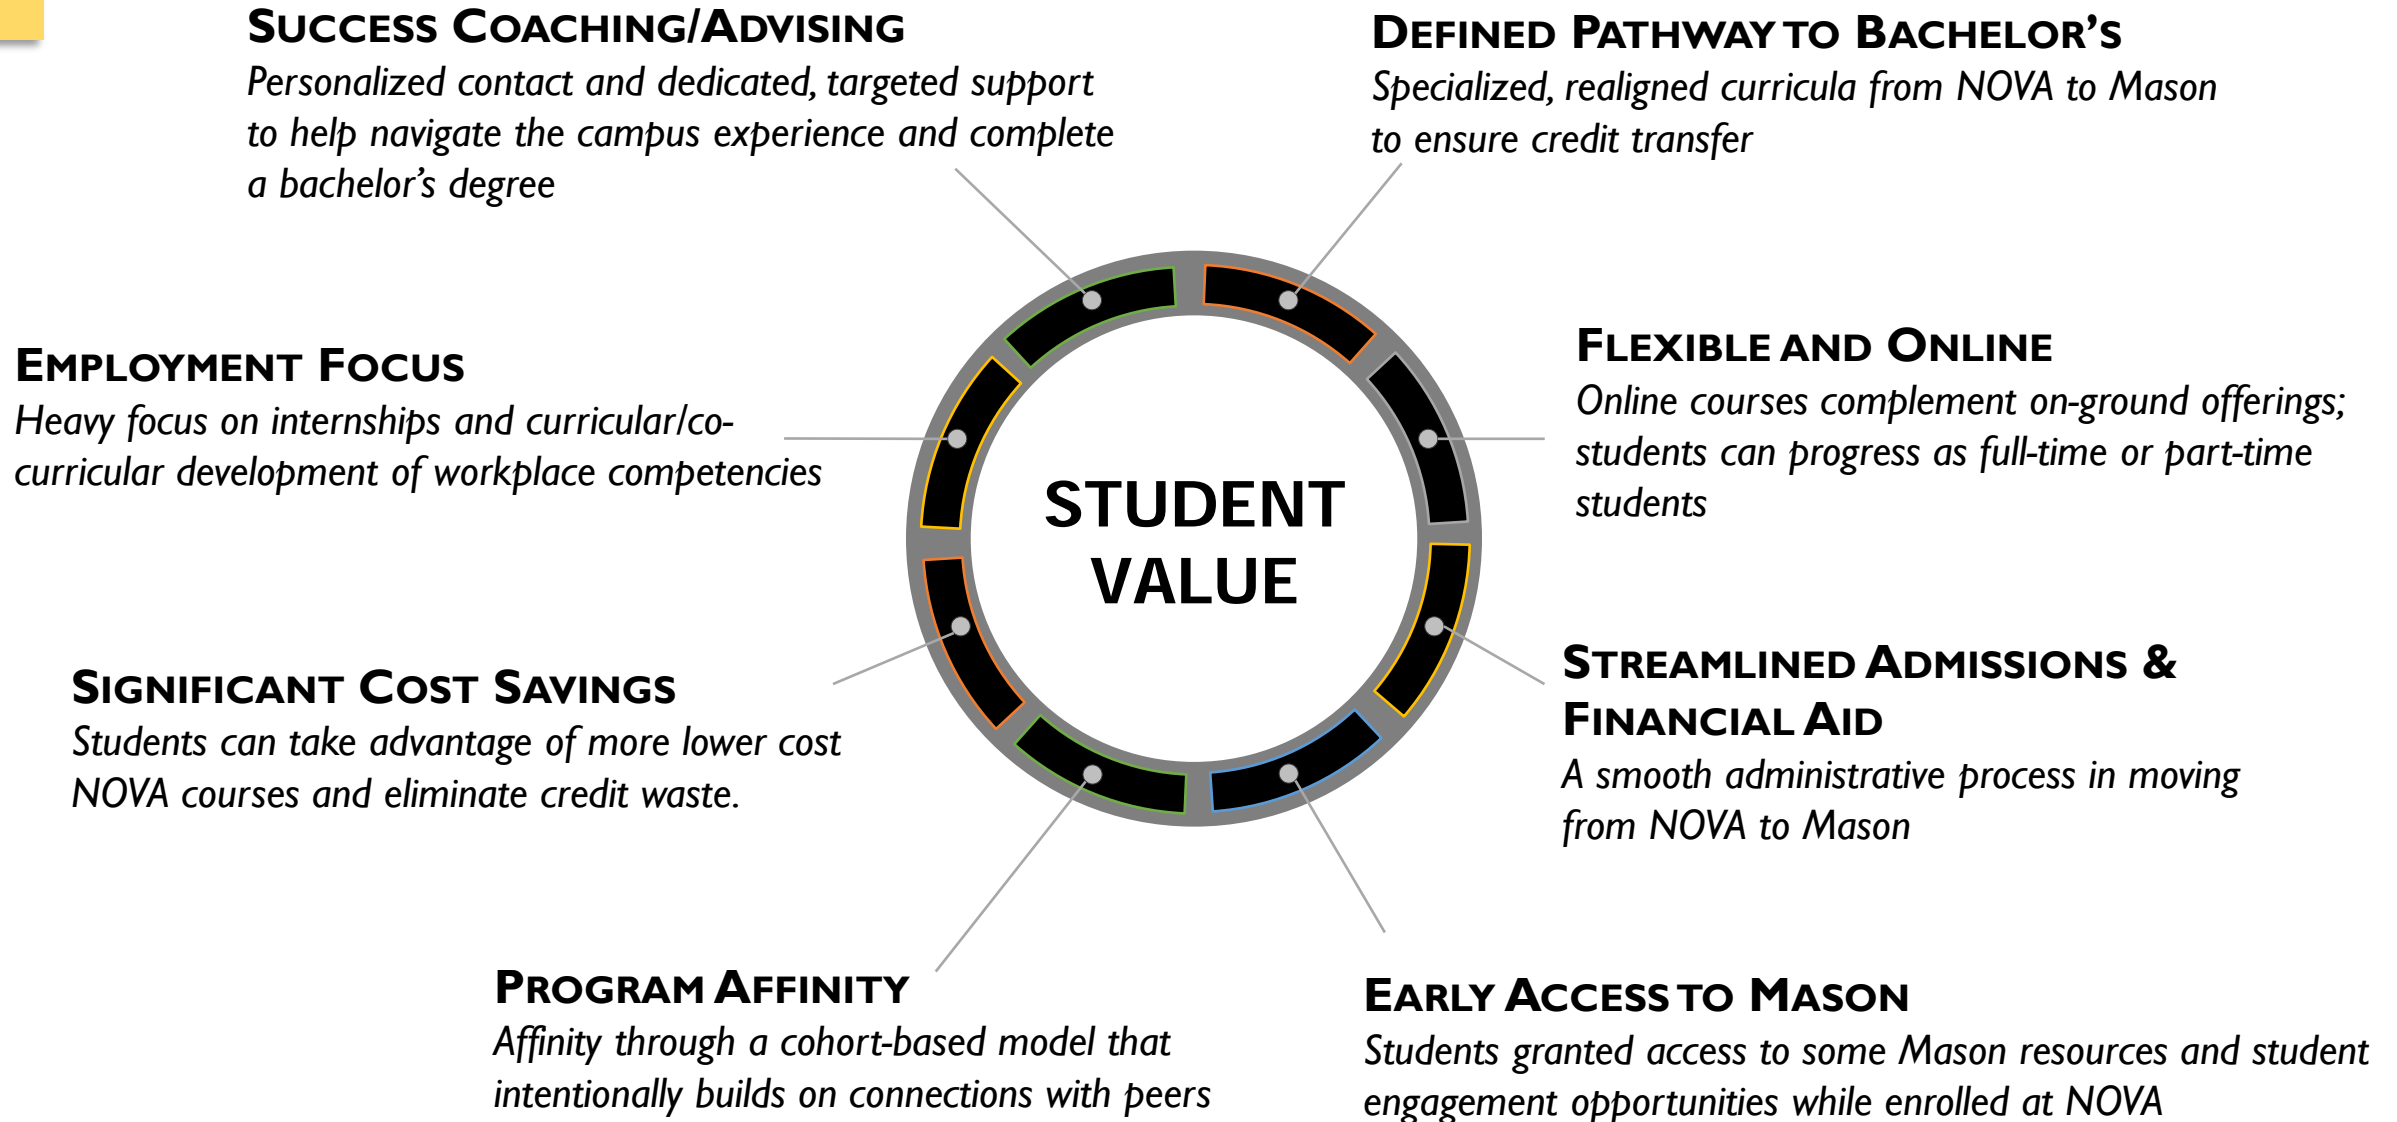 SUCCESS COACHING/ADVISING
Personalized contact and dedicated, targeted support
to help navigate the campus experience and complete
a bachelor’s degree
DEFINED PATHWAY TO BACHELOR’S
Specialized, realigned curricula from NOVA to Mason
to ensure credit transfer
EMPLOYMENT FOCUS
Heavy focus on internships and curricular/co-
curricular development of workplace competencies
FLEXIBLE AND ONLINE
Online courses complement on-ground offerings;
students can progress as full-time or part-time
students
STUDENT
VALUE
SIGNIFICANT COST SAVINGS
Students can take advantage of more lower cost
NOVA courses and eliminate credit waste.
STREAMLINED ADMISSIONS &
FINANCIAL AID
A smooth administrative process in moving
from NOVA to Mason
PROGRAM AFFINITY
Affinity through a cohort-based model that
intentionally builds on connections with peers
EARLY ACCESS TO MASON
Students granted access to some Mason resources and student
engagement opportunities while enrolled at NOVA